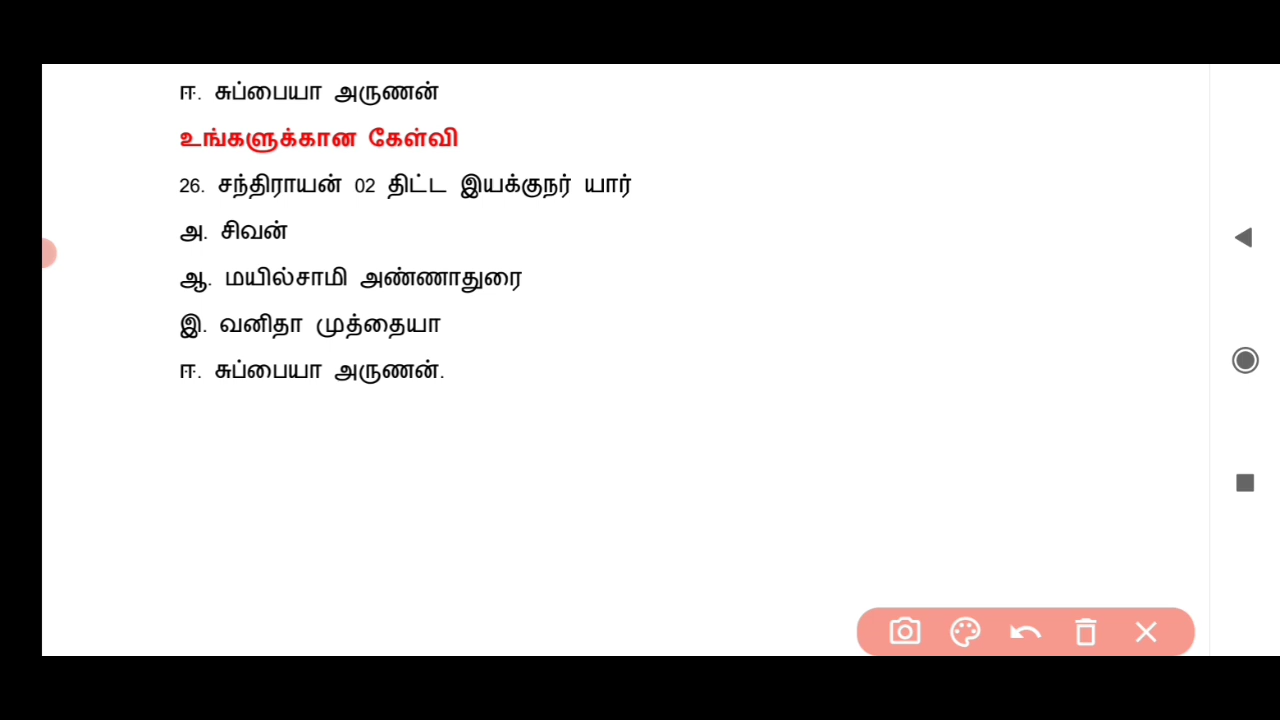 ஈ. சுப்பையா அருணன்
உங்களுக்கான கேள்வி
26. சந்திராயன் 02 திட்ட இயக்குநர் யார்
அ. சிவன்
ஆ. மயில்சாமி அண்ணாதுரை
இ. வனிதா முத்தையா
ஈ. சுப்பையா அருணன்.